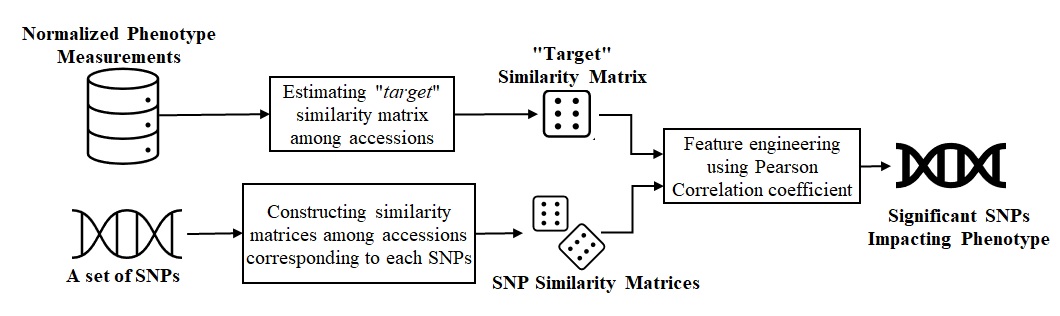 Normalized Phenotype
Measurements
Estimating "target"
similarity matrix
among accessions
"Target"
Similarity Matrix
Feature engineering
using Pearson
Correlation coefficient
Significant SNPs
Impacting Phenotype
A set of SNPs
Constructing similarity
matrices among accessions
corresponding to each SNPs
SNP Similarity Matrices